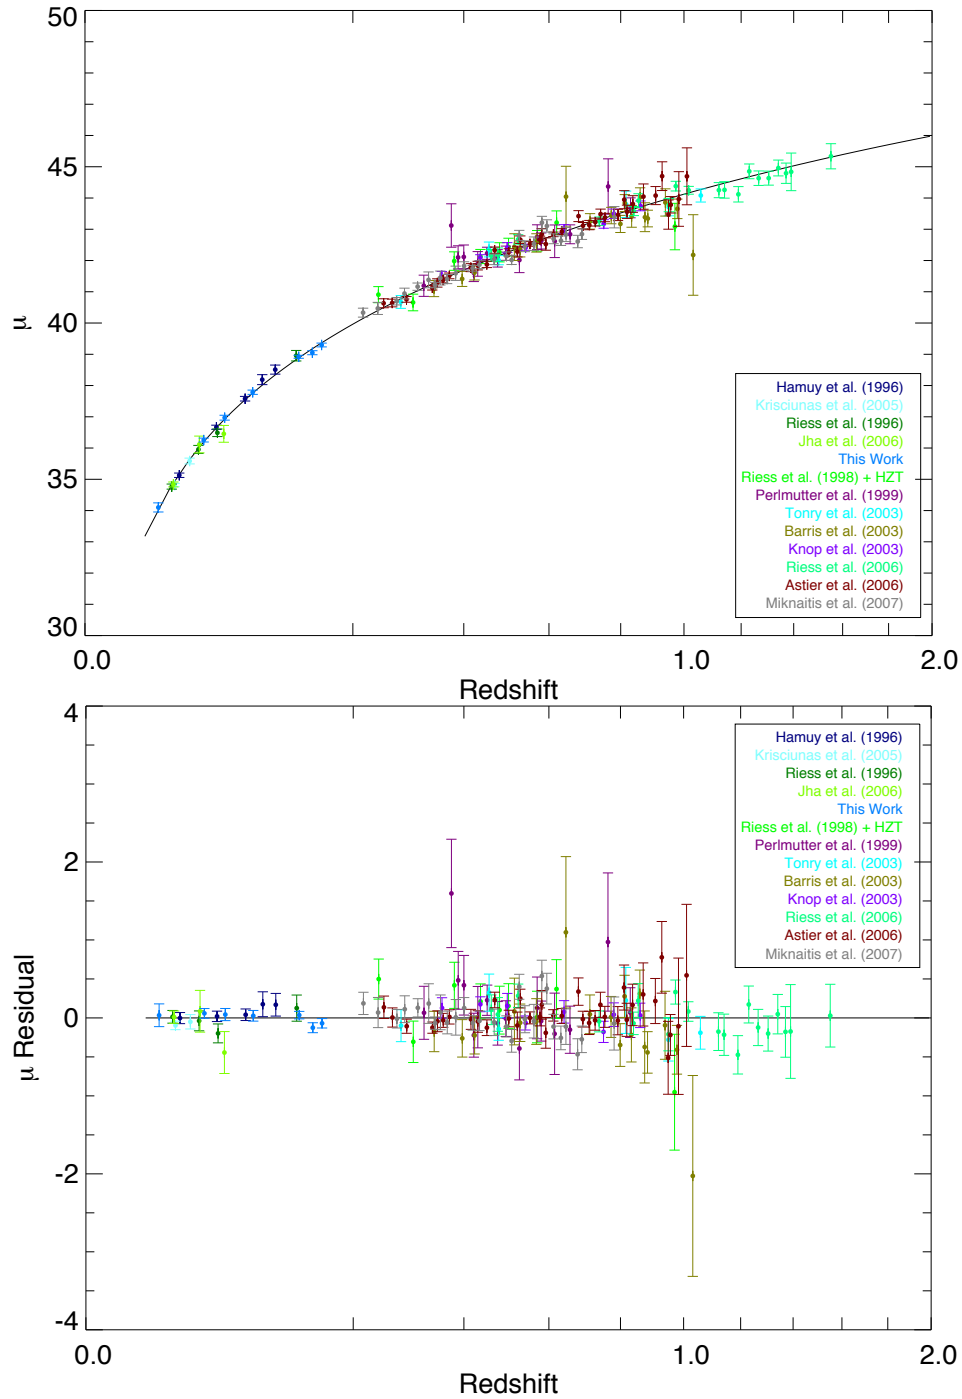 50
45
40
35
30
μ
Hamuy et al. (1996)
Krisciunas et al. (2005)
Riess et al. (1996)
Jha et al. (2006)
This Work
Riess et al. (1998) + HZT
Perlmutter et al. (1999)
Tonry et al. (2003)
Barris et al. (2003)
Knop et al. (2003)
Riess et al. (2006)
Astier et al. (2006)
Miknaitis et al. (2007)
0.0 1.0 2.0
Redshift
4
2
0
-2
-4
μ Residual
Hamuy et al. (1996)
Krisciunas et al. (2005)
Riess et al. (1996)
Jha et al. (2006)
This Work
Riess et al. (1998) + HZT
Perlmutter et al. (1999)
Tonry et al. (2003)
Barris et al. (2003)
Knop et al. (2003)
Riess et al. (2006)
Astier et al. (2006)
Miknaitis et al. (2007)
0.0 1.0 2.0
Redshift